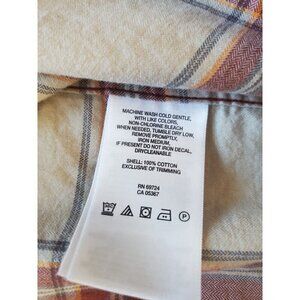 MACHINE WASH COLD GENTLE,
WITH LIKE COLORS,
NON-CHLORINE BLEACH
WHEN NEEDED, TUMBLE DRY LOW,
REMOVE PROMPTLY,
IRON MEDIUM.
IF PRESENT DO NOT IRON DECAL,
DRYCLEANABLE
SHELL: 100% COTTON
EXCLUSIVE OF TRIMMING
RN 69724
CA 05367
P